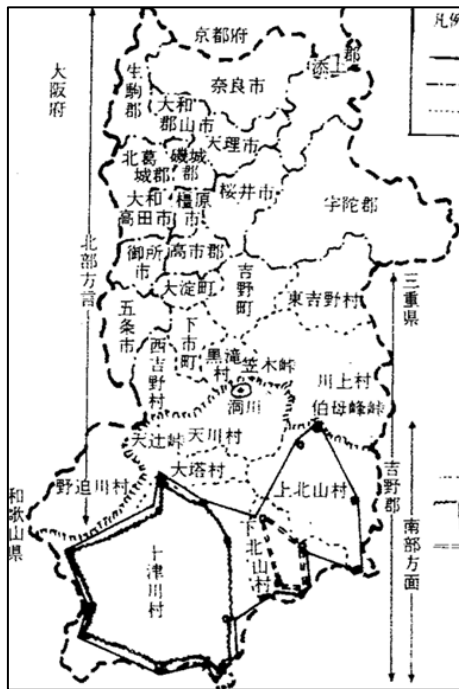 凡例
京都府
大阪府
生駒郡
奈良市
添上郡
大和郡山市
天理市
北葛城郡
磯城郡
大和高田市
橿原市
桜井市
宇陀郡
北部方言
御所市
高市郡
吉野町
大淀町
東吉野村
三重県
五条市
下市町
西吉野村
黒滝村
笠木峠
川上村
洞川
伯母峰峠
天辻峠
天川村
大塔村
上北山村
吉野郡
野迫川村
和歌山県
下北山村
南部方面
十津川村